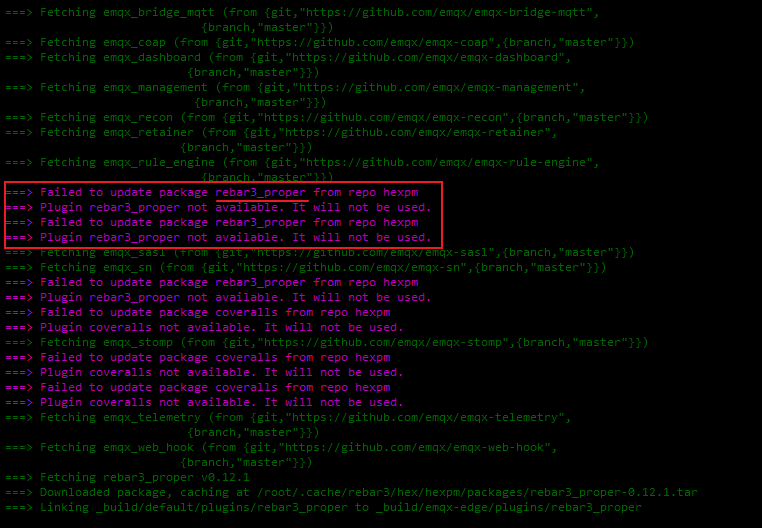 ===> Fetching emqx_bridge_mqtt (from {git,"https://github.com/emqx/emqx-bridge-mqtt",
{branch,"master"}})
===> Fetching emqx_coap (from {git,"https://github.com/emqx/emqx-coap",{branch,"master"}})
===> Fetching emqx_dashboard (from {git,"https://github.com/emqx/emqx-dashboard",
{branch,"master"}})
===> Fetching emqx_management (from {git,"https://github.com/emqx/emqx-management",
{branch,"master"}})
===> Fetching emqx_recon (from {git,"https://github.com/emqx/emqx-recon",{branch,"master"}})
===> Fetching emqx_retainer (from {git,"https://github.com/emqx/emqx-retainer",
{branch,"master"}})
===> Fetching emqx_rule_engine (from {git,"https://github.com/emqx/emqx-rule-engine",
{branch,"master"}})
===> Failed to update package rebar3_proper from repo hexpm
===> Plugin rebar3_proper not available. It will not be used.
===> Failed to update package rebar3_proper from repo hexpm
===> Plugin rebar3_proper not available. It will not be used.
===> Fetching emqx_sasl (from {git,"https://github.com/emqx/emqx-sasl",{branch,"master"}})
===> Fetching emqx_sn (from {git,"https://github.com/emqx/emqx-sn",{branch,"master"}})
===> Failed to update package rebar3_proper from repo hexpm
===> Plugin rebar3_proper not available. It will not be used.
===> Failed to update package coveralls from repo hexpm
===> Plugin coveralls not available. It will not be used.
===> Fetching emqx_stomp (from {git,"https://github.com/emqx/emqx-stomp",{branch,"master"}})
===> Failed to update package coveralls from repo hexpm
===> Plugin coveralls not available. It will not be used.
===> Failed to update package coveralls from repo hexpm
===> Plugin coveralls not available. It will not be used.
===> Fetching emqx_telemetry (from {git,"https://github.com/emqx/emqx-telemetry",
{branch,"master"}})
===> Fetching emqx_web_hook (from {git,"https://github.com/emqx/emqx-web-hook",
{branch,"master"}})
===> Fetching rebar3_proper v0.12.1
===> Downloaded package, caching at /root/.cache/rebar3/hex/hexpm/packages/rebar3_proper-0.12.1.tar
===> Linking _build/default/plugins/rebar3_proper to _build/emqx-edge/plugins/rebar3_proper